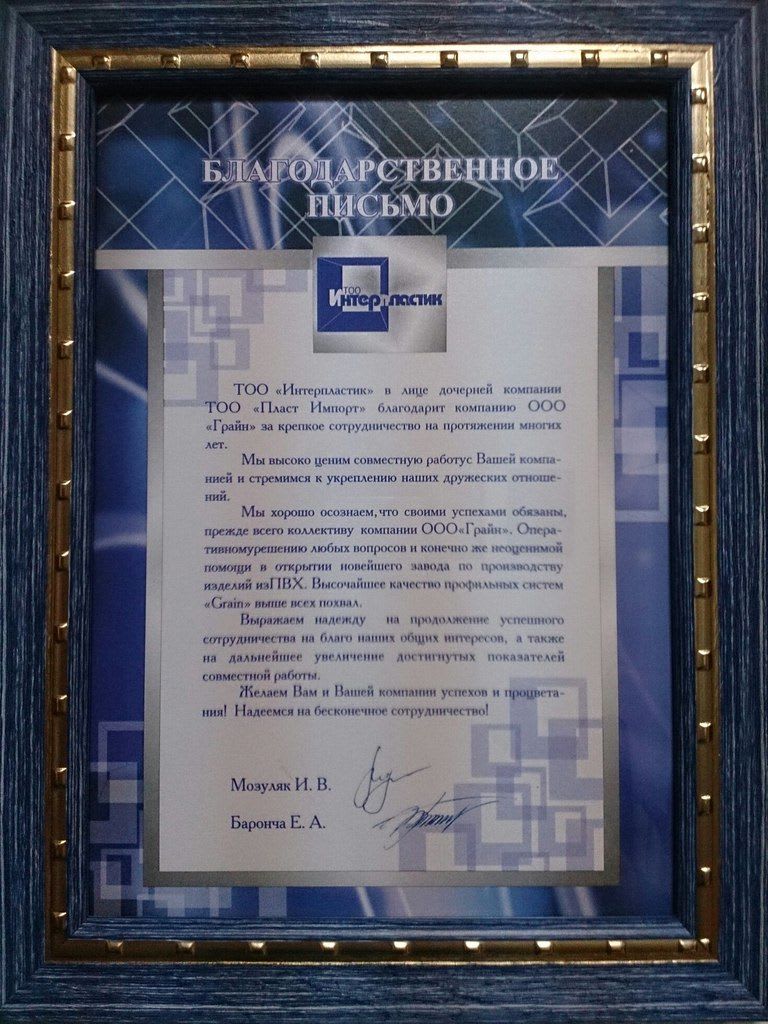 БЛАГОДАРСТВЕННОЕ
ПИСЬМО
ТОО
Интерпластик
ТОО «Интерпластик» в лице дочерней компании
ТОО «Пласт Импорт» благодарит компанию ООО
«Грайн» за крепкое сотрудничество на протяжении многих
лет.
Мы высоко ценим совместную работус Вашей компа-
нией и стремимся к укреплению наших дружеских отноше-
ний.
Мы хорошо осознаем,что своими успехами обязаны,
прежде всего коллективу компании ООО«Грайн». Опера-
тивномурешению любых вопросов и конечно же неоценимой
помощи в открытии новейшего завода по производству
изделий изПВХ. Высочайшее качество профильных систем
«Grain» выше всех похвал.
Выражаем надежду на продолжение успешного
сотрудничества на благо наших общих интересов, а также
на дальнейшее увеличение достигнутых показателей
совместной работы.
Желаем Вам и Вашей компании успехов и процвета-
ния! Надеемся на бесконечное сотрудничество!
Мозуляк И. В.
Баронча Е. А.